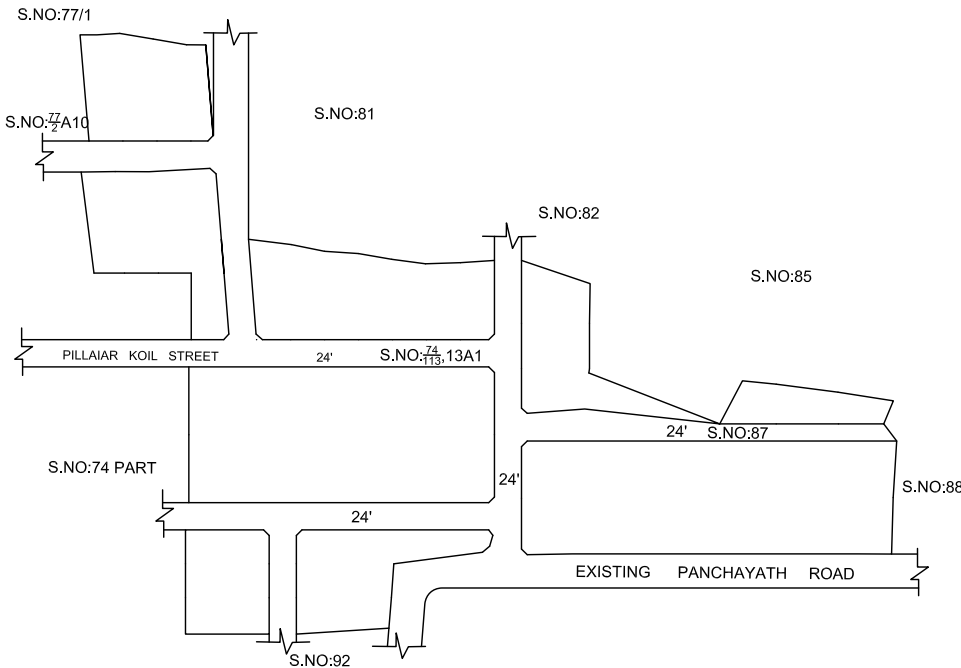 S.NO:77/1
S.NO:81
S.NO:77/2A10
S.NO:82
S.NO:85
PILLAIAR KOIL STREET 24' S.NO:74/113,13A1
24' S.NO:87
S.NO:74 PART
24'
S.NO:88
24'
EXISTING PANCHAYATH ROAD
S.NO:92